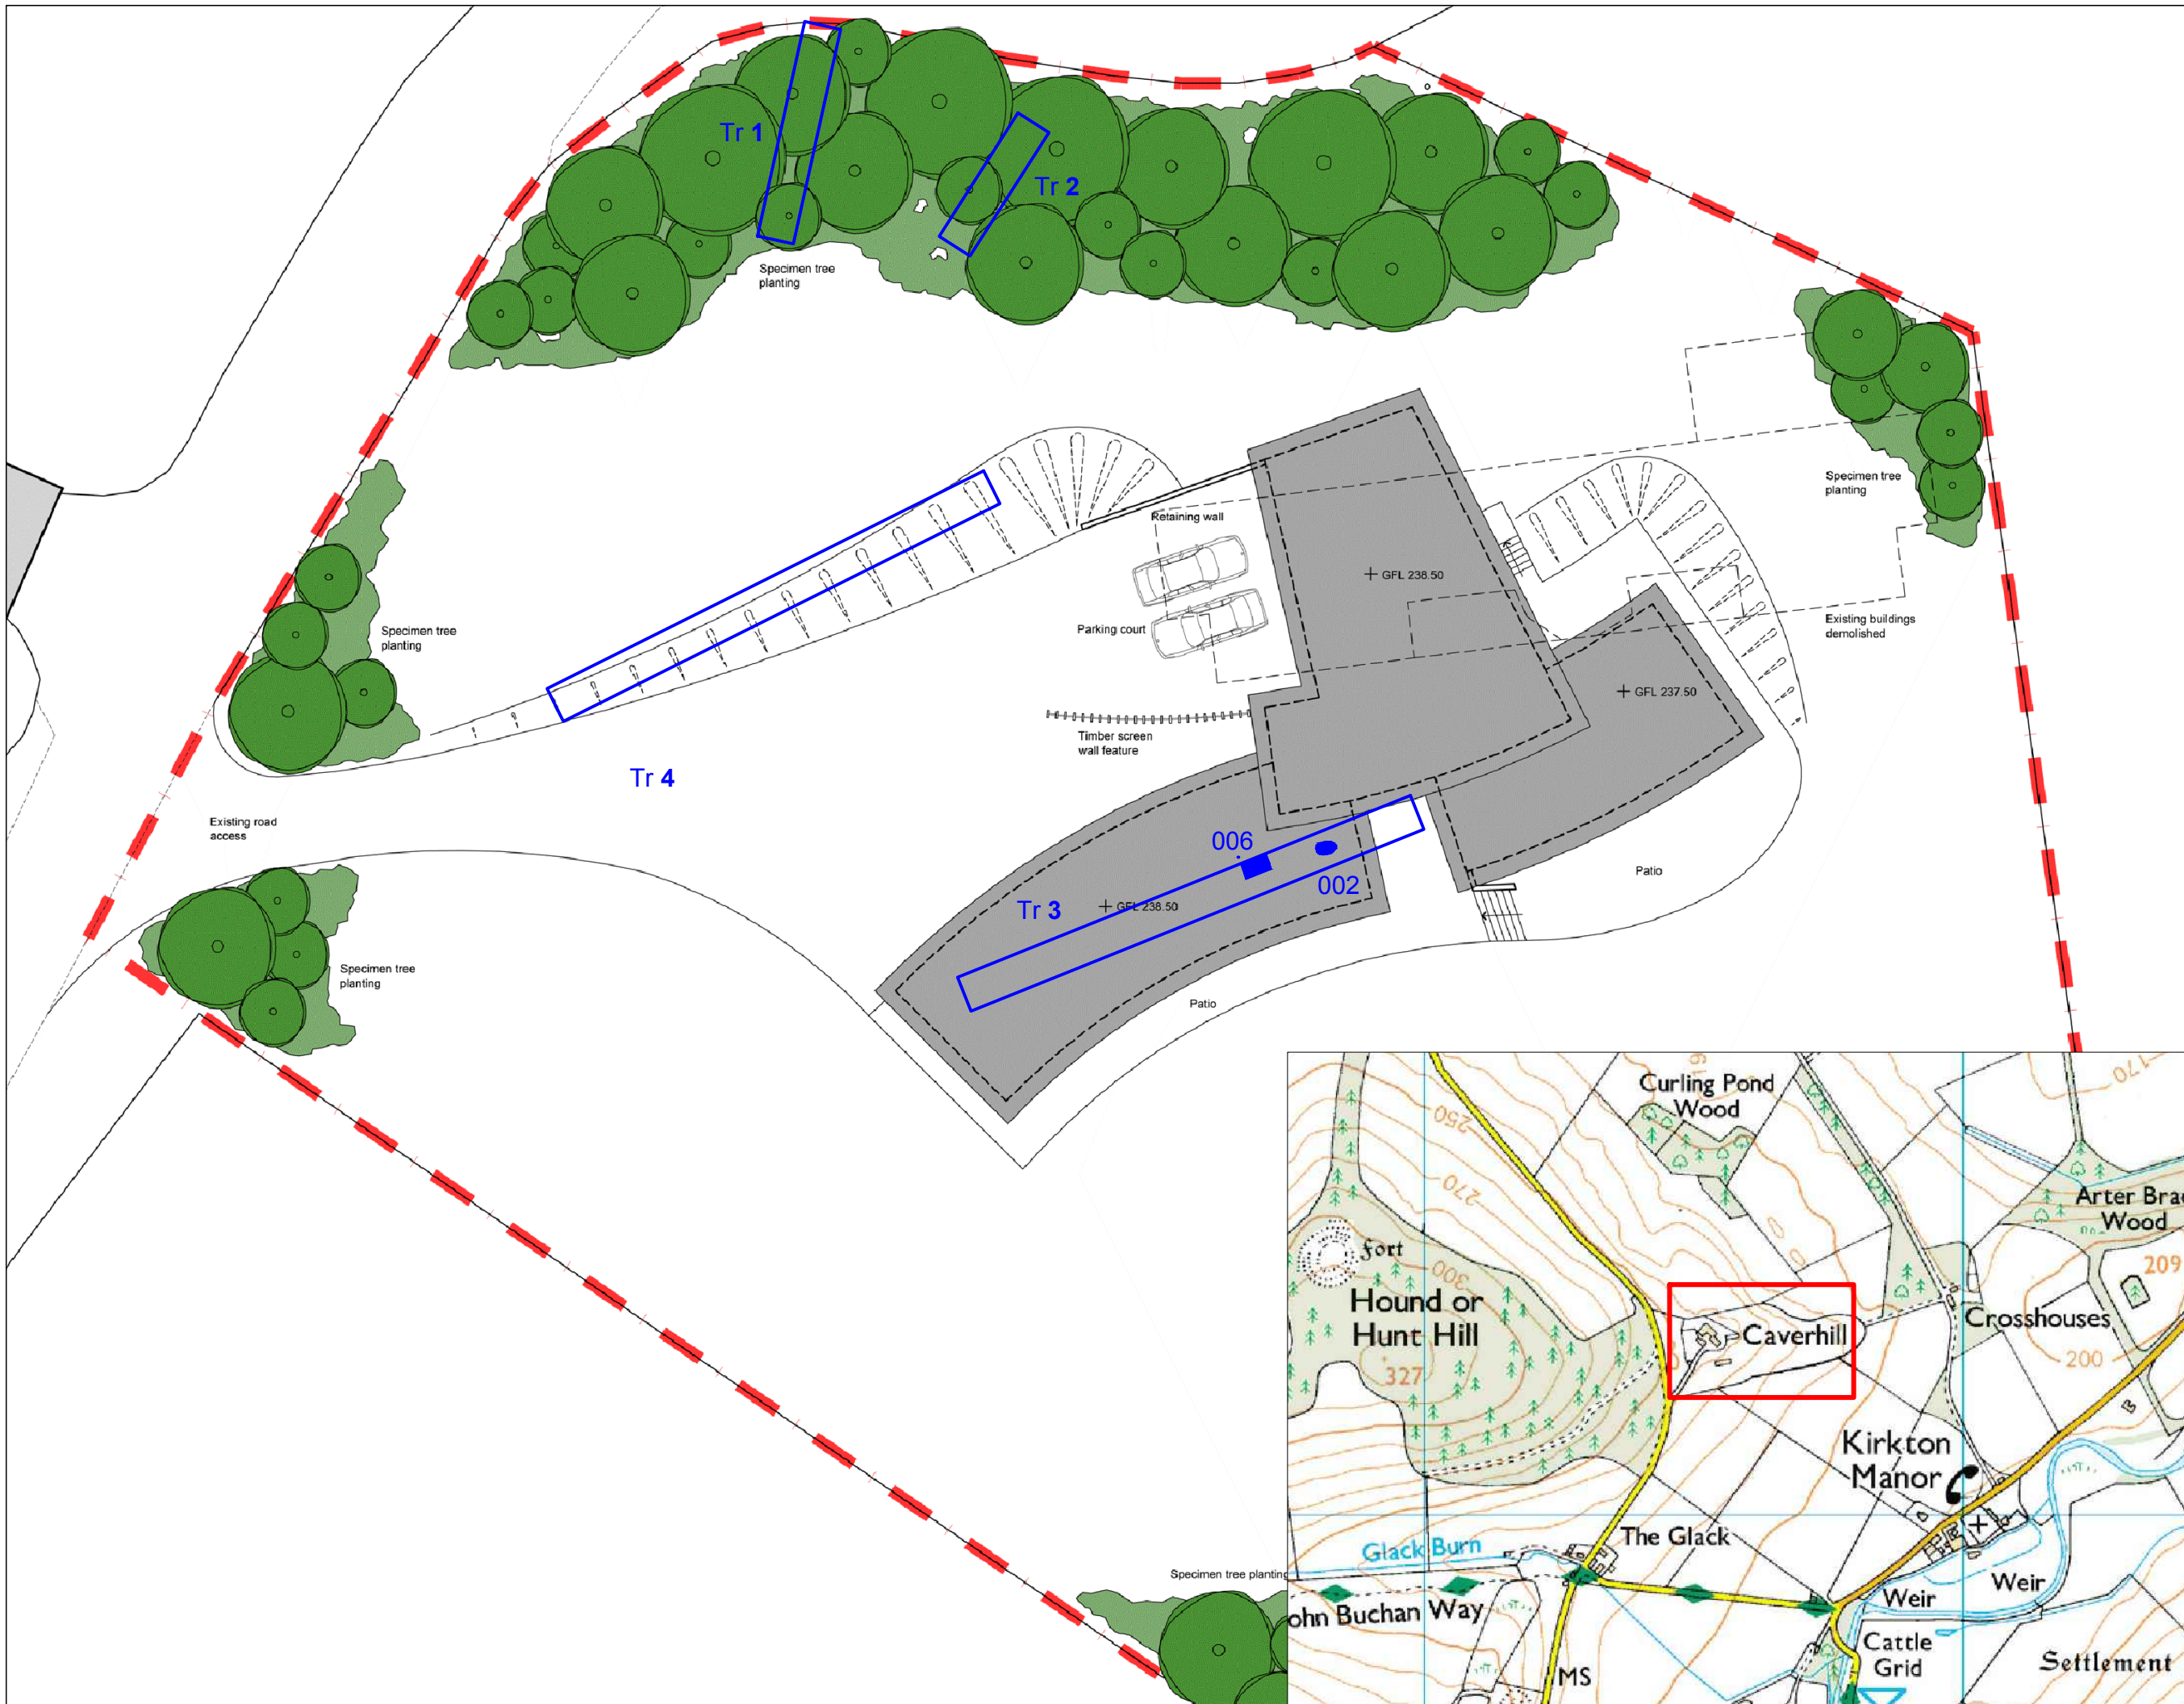 Tr 1
Tr 2
Specimen tree
planting
Specimen tree
planting
Retaining wall
GFL 238.50
Parking court
Specimen tree
planting
Existing buildings
demolished
GFL 237.50
Timber screen
wall feature
Tr 4
Existing road
access
006
002
Patio
Tr 3
GFL 238.50
Specimen tree
planting
Patio
Specimen tree planting
Curling Pond
Wood
250
270
170
Arter Bra
Wood
fort
300
209
Hound or
Hunt Hill
Crosshouses
Caverhill
327
200
Kirkton
Manor
The Glack
Glack Burn
Weir
Weir
ohn Buchan Way
Cattle
Grid
MS
Settlement